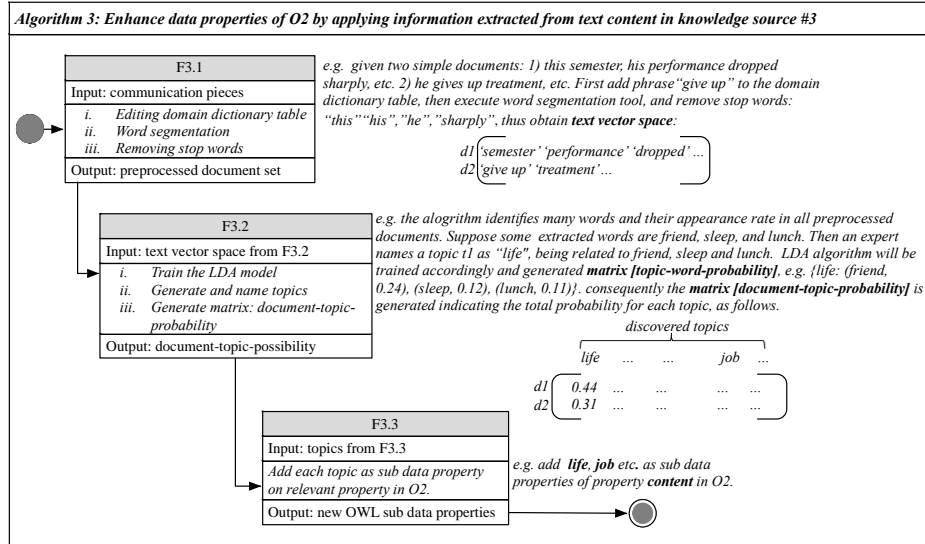 Algorithm 3: Enhance data properties of O2 by applying information extracted from text content in knowledge source #3
F3.1
Input: communication pieces
i. Editing domain dictionary table
ii. Word segmentation
iii. Removing stop words
Output: preprocessed document set
e.g. given two simple documents: 1) this semester, his performance dropped
sharply, etc. 2) he gives up treatment, etc. First add phrase“give up” to the domain
dictionary table, then execute word segmentation tool, and remove stop words:
“this”“his”,”he”,”sharply”, thus obtain text vector space:
d1 ‘semester’ ‘performance’ ‘dropped’ ...
d2 ‘give up’ ‘treatment’...
F3.2
Input: text vector space from F3.2
i. Train the LDA model
ii. Generate and name topics
iii. Generate matrix: document-topic-
probability
Output: document-topic-possibility
e.g. the alogrithm identifies many words and their appearance rate in all preprocessed
documents. Suppose some extracted words are friend, sleep, and lunch. Then an expert
names a topic t1 as “life", being related to friend, sleep and lunch. LDA algorithm will be
trained accordingly and generated matrix [topic-word-probability], e.g. {life: (friend,
0.24), (sleep, 0.12), (lunch, 0.11)}. consequently the matrix [document-topic-probability] is
generated indicating the total probability for each topic, as follows.
discovered topics
life ... ... job ...
d1 0.44 ... ... ... ...
d2 0.31 ... ... ... ...
F3.3
Input: topics from F3.3
Add each topic as sub data property
on relevant property in O2.
Output: new OWL sub data properties
e.g. add life, job etc. as sub data
properties of property content in O2.